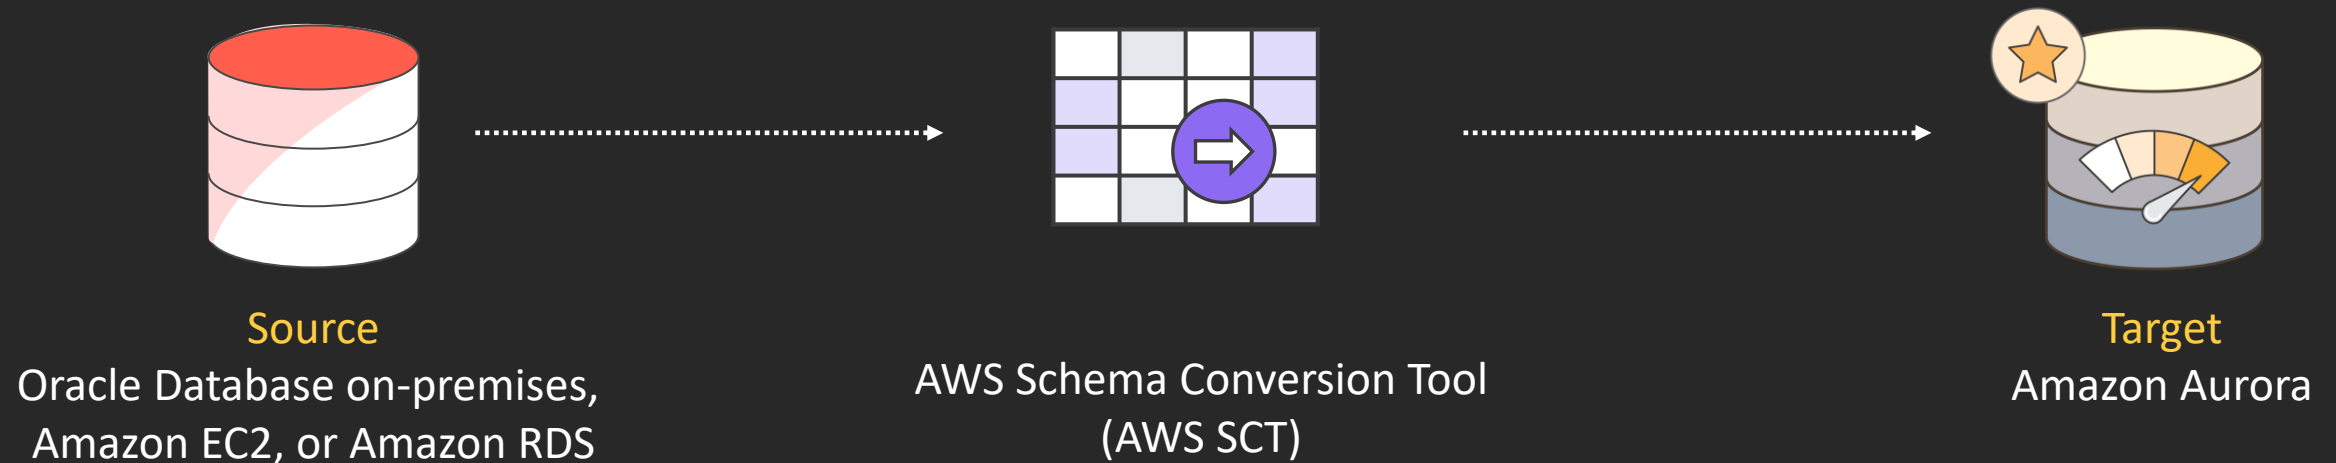 Source
Oracle Database on-premises,
Amazon EC2, or Amazon RDS
AWS Schema Conversion Tool
(AWS SCT)
Target
Amazon Aurora